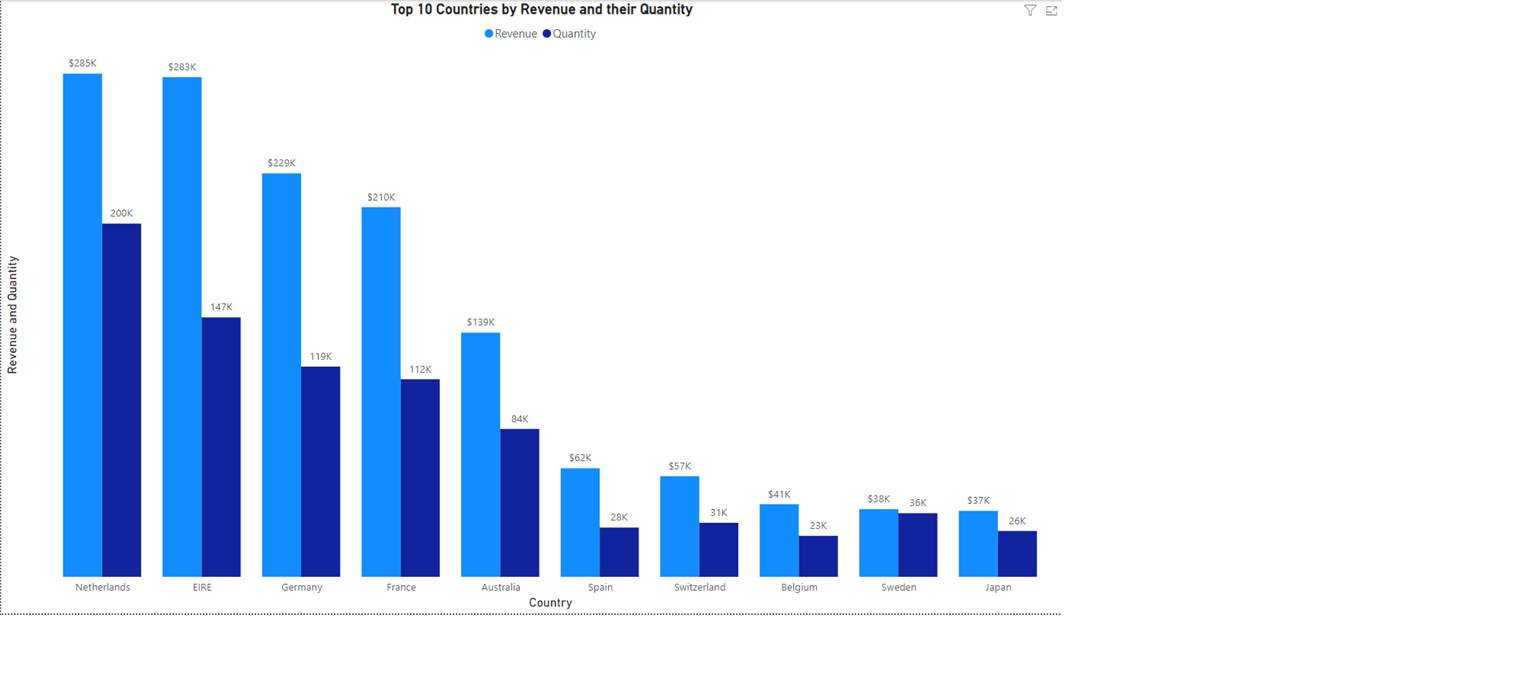 Top 10 Countries by Revenue and their Quantity
Revenue Quantity
Revenue and Quantity
$285K
200K
$283K
147K
$229K
119K
$210K
112K
$139K
84K
$62K
28K
$57K
31K
$41K
23K
$38K
36K
$37K
26K
Netherlands EIRE Germany France Australia Spain Switzerland Belgium Sweden Japan
Country